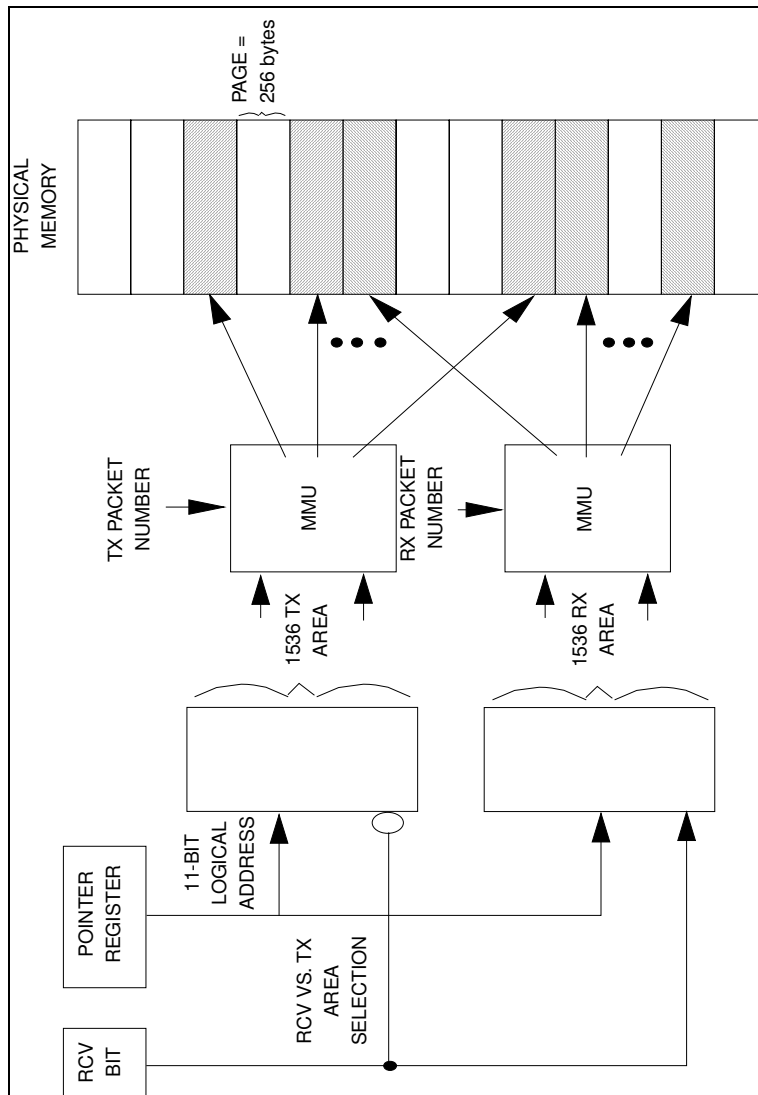 PHYSICAL
MEMORY
PAGE =
256 bytes
TX PACKET
NUMBER
MMU
RX PACKET
NUMBER
MMU
1536 TX
AREA
1536 RX
AREA
11-BIT
LOGICAL
ADDRESS
POINTER
REGISTER
RCV VS. TX
AREA
SELECTION
RCV
BIT